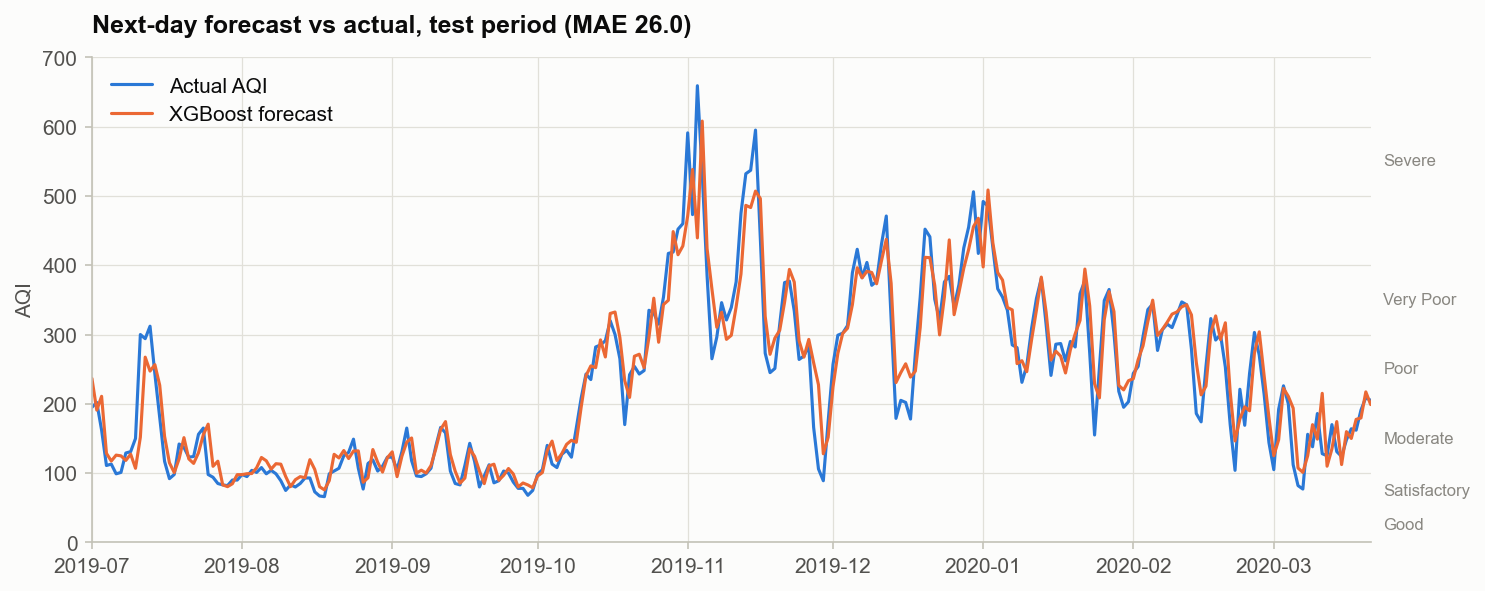 Next-day forecast vs actual, test period (MAE 26.0)
700
600
500
400
300
200
100
0
AQI
Actual AQI
XGBoost forecast
Severe
Very Poor
Poor
Moderate
Satisfactory
Good
2019-07 2019-08 2019-09 2019-10 2019-11 2019-12 2020-01 2020-02 2020-03